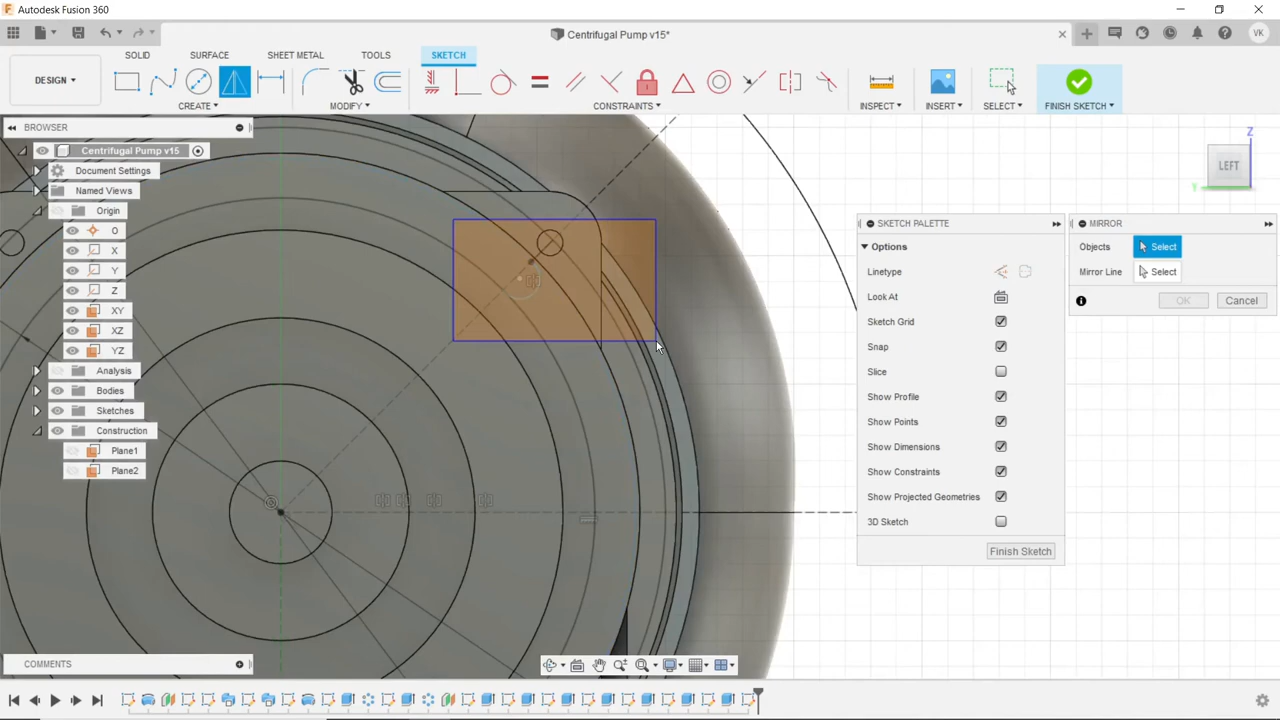 Autodesk Fusion 360
Centrifugal Pump v15*
VK
DESIGN
SOLID SURFACE SHEET METAL TOOLS SKETCH
CREATE MODIFY CONSTRAINTS INSPECT INSERT SELECT FINISH SKETCH
BROWSER
Centrifugal Pump v15
Document Settings
Named Views
Origin
O
X
Y
Z
XY
XZ
YZ
Analysis
Bodies
Sketches
Construction
Plane1
Plane2
COMMENTS
Z
LEFT
Y
SKETCH PALETTE
Options
Linetype
Look At
Sketch Grid
Snap
Slice
Show Profile
Show Points
Show Dimensions
Show Constraints
Show Projected Geometries
3D Sketch
Finish Sketch
MIRROR
Objects Select
Mirror Line Select
OK Cancel